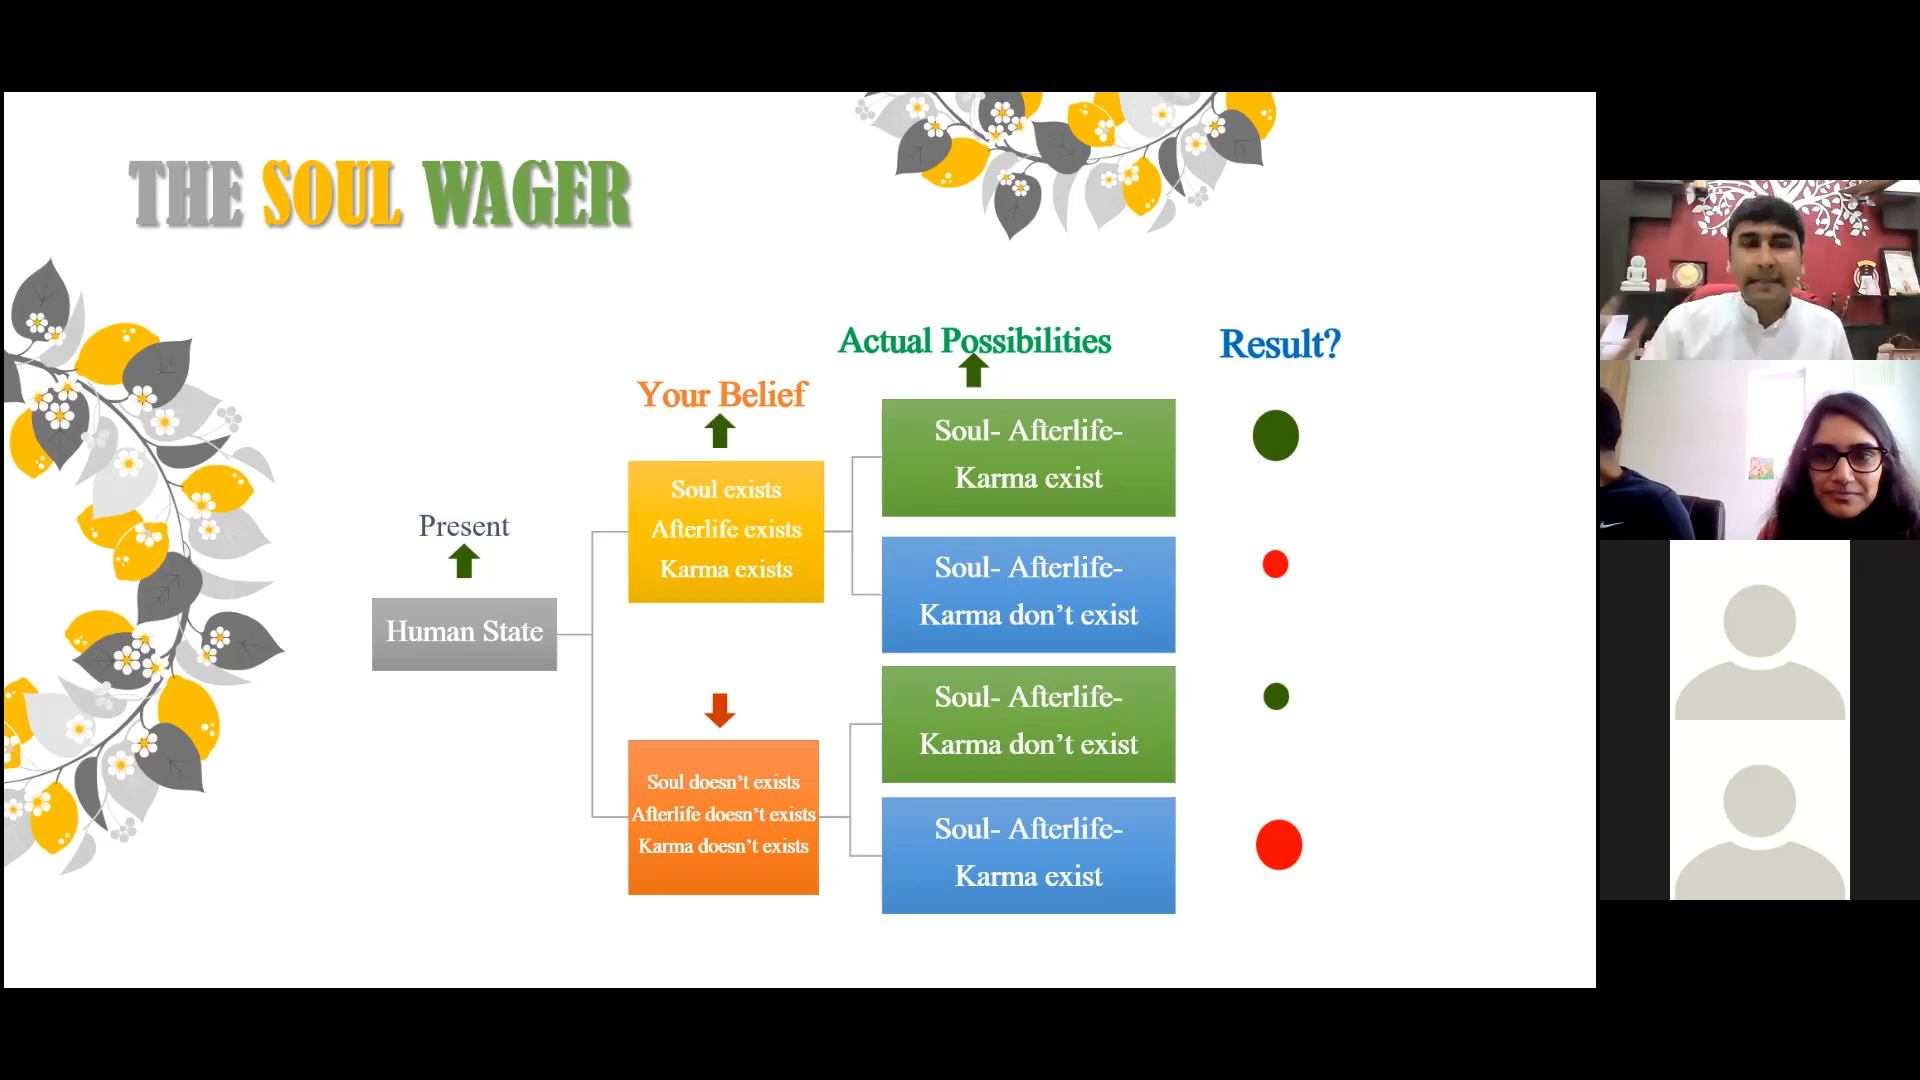 THE SOUL WAGER
Actual Possibilities
Result?
Your Belief
Present
Human State
Soul exists
Afterlife exists
Karma exists
Soul doesn’t exists
Afterlife doesn’t exists
Karma doesn’t exists
Soul- Afterlife-
Karma exist
Soul- Afterlife-
Karma don’t exist
Soul- Afterlife-
Karma don’t exist
Soul- Afterlife-
Karma exist